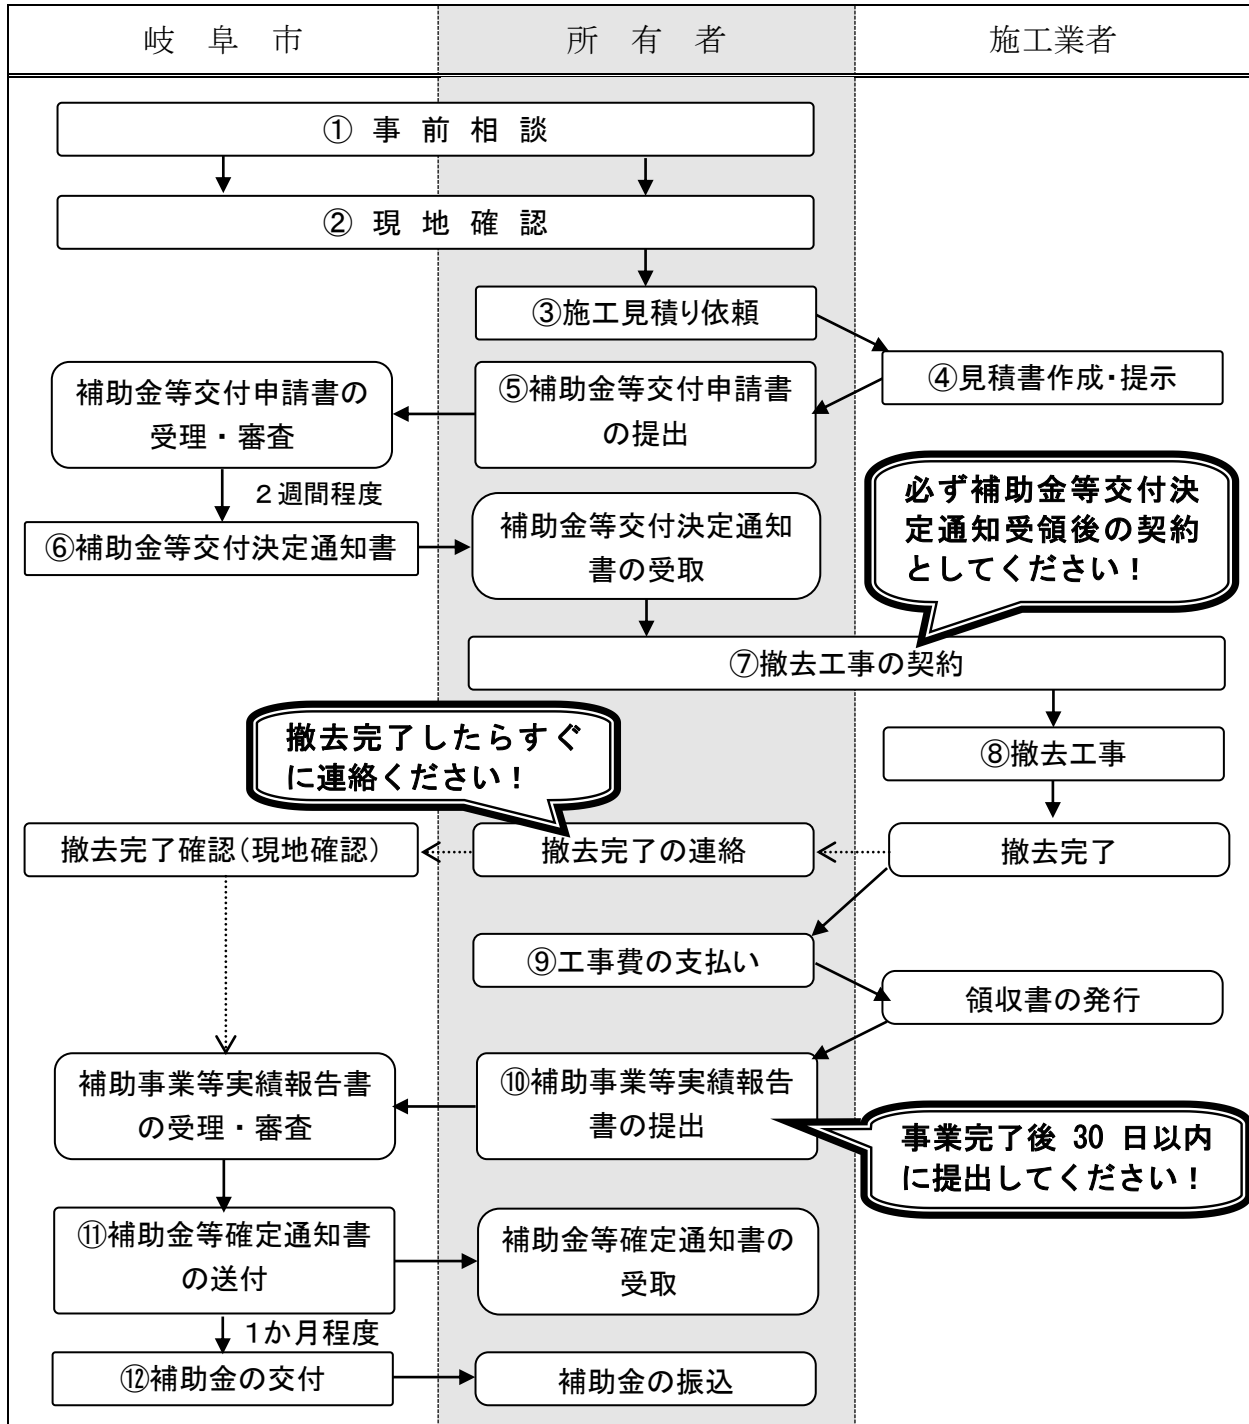 岐　阜　市
所　有　者
施工業者
① 事 前 相 談
② 現 地 確 認
③施工見積り依頼
④見積書作成・提示
補助金等交付申請書の
受理・審査
⑤補助金等交付申請書
の提出
２週間程度
必ず補助金等交付決
定通知受領後の契約
としてください！
⑥補助金等交付決定通知書
補助金等交付決定通知
書の受取
⑦撤去工事の契約
撤去完了したらすぐ
に連絡ください！
⑧撤去工事
撤去完了確認（現地確認）
撤去完了の連絡
撤去完了
⑨工事費の支払い
領収書の発行
補助事業等実績報告書
の受理・審査
⑩補助事業等実績報告
書の提出
事業完了後 30 日以内
に提出してください！
⑪補助金等確定通知書
の送付
補助金等確定通知書の
受取
１か月程度
⑫補助金の交付
補助金の振込